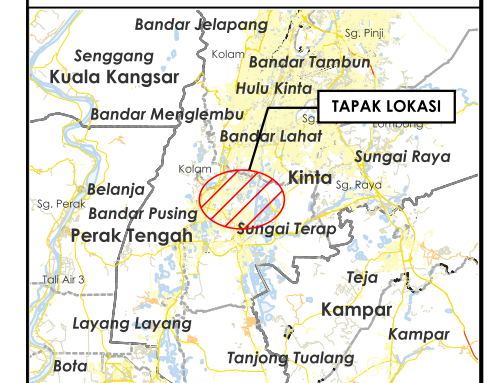 Bandar Jelapang
Sg. Pinji
Kolam
Senggang
Bandar Tambun
Kuala Kangsar
Hulu Kinta
TAPAK LOKASI
Bandar Menglembu
Sg.
Bandar Lahat
Sungai Raya
Kolam
Kinta
Sg. Raya
Belanja
Sg. Perak
Bandar Pusing
Sungai Terap
Perak Tengah
Teja
Tali Air 3
Kampar
Layang Layang
Kampar
Tanjong Tualang
Bota